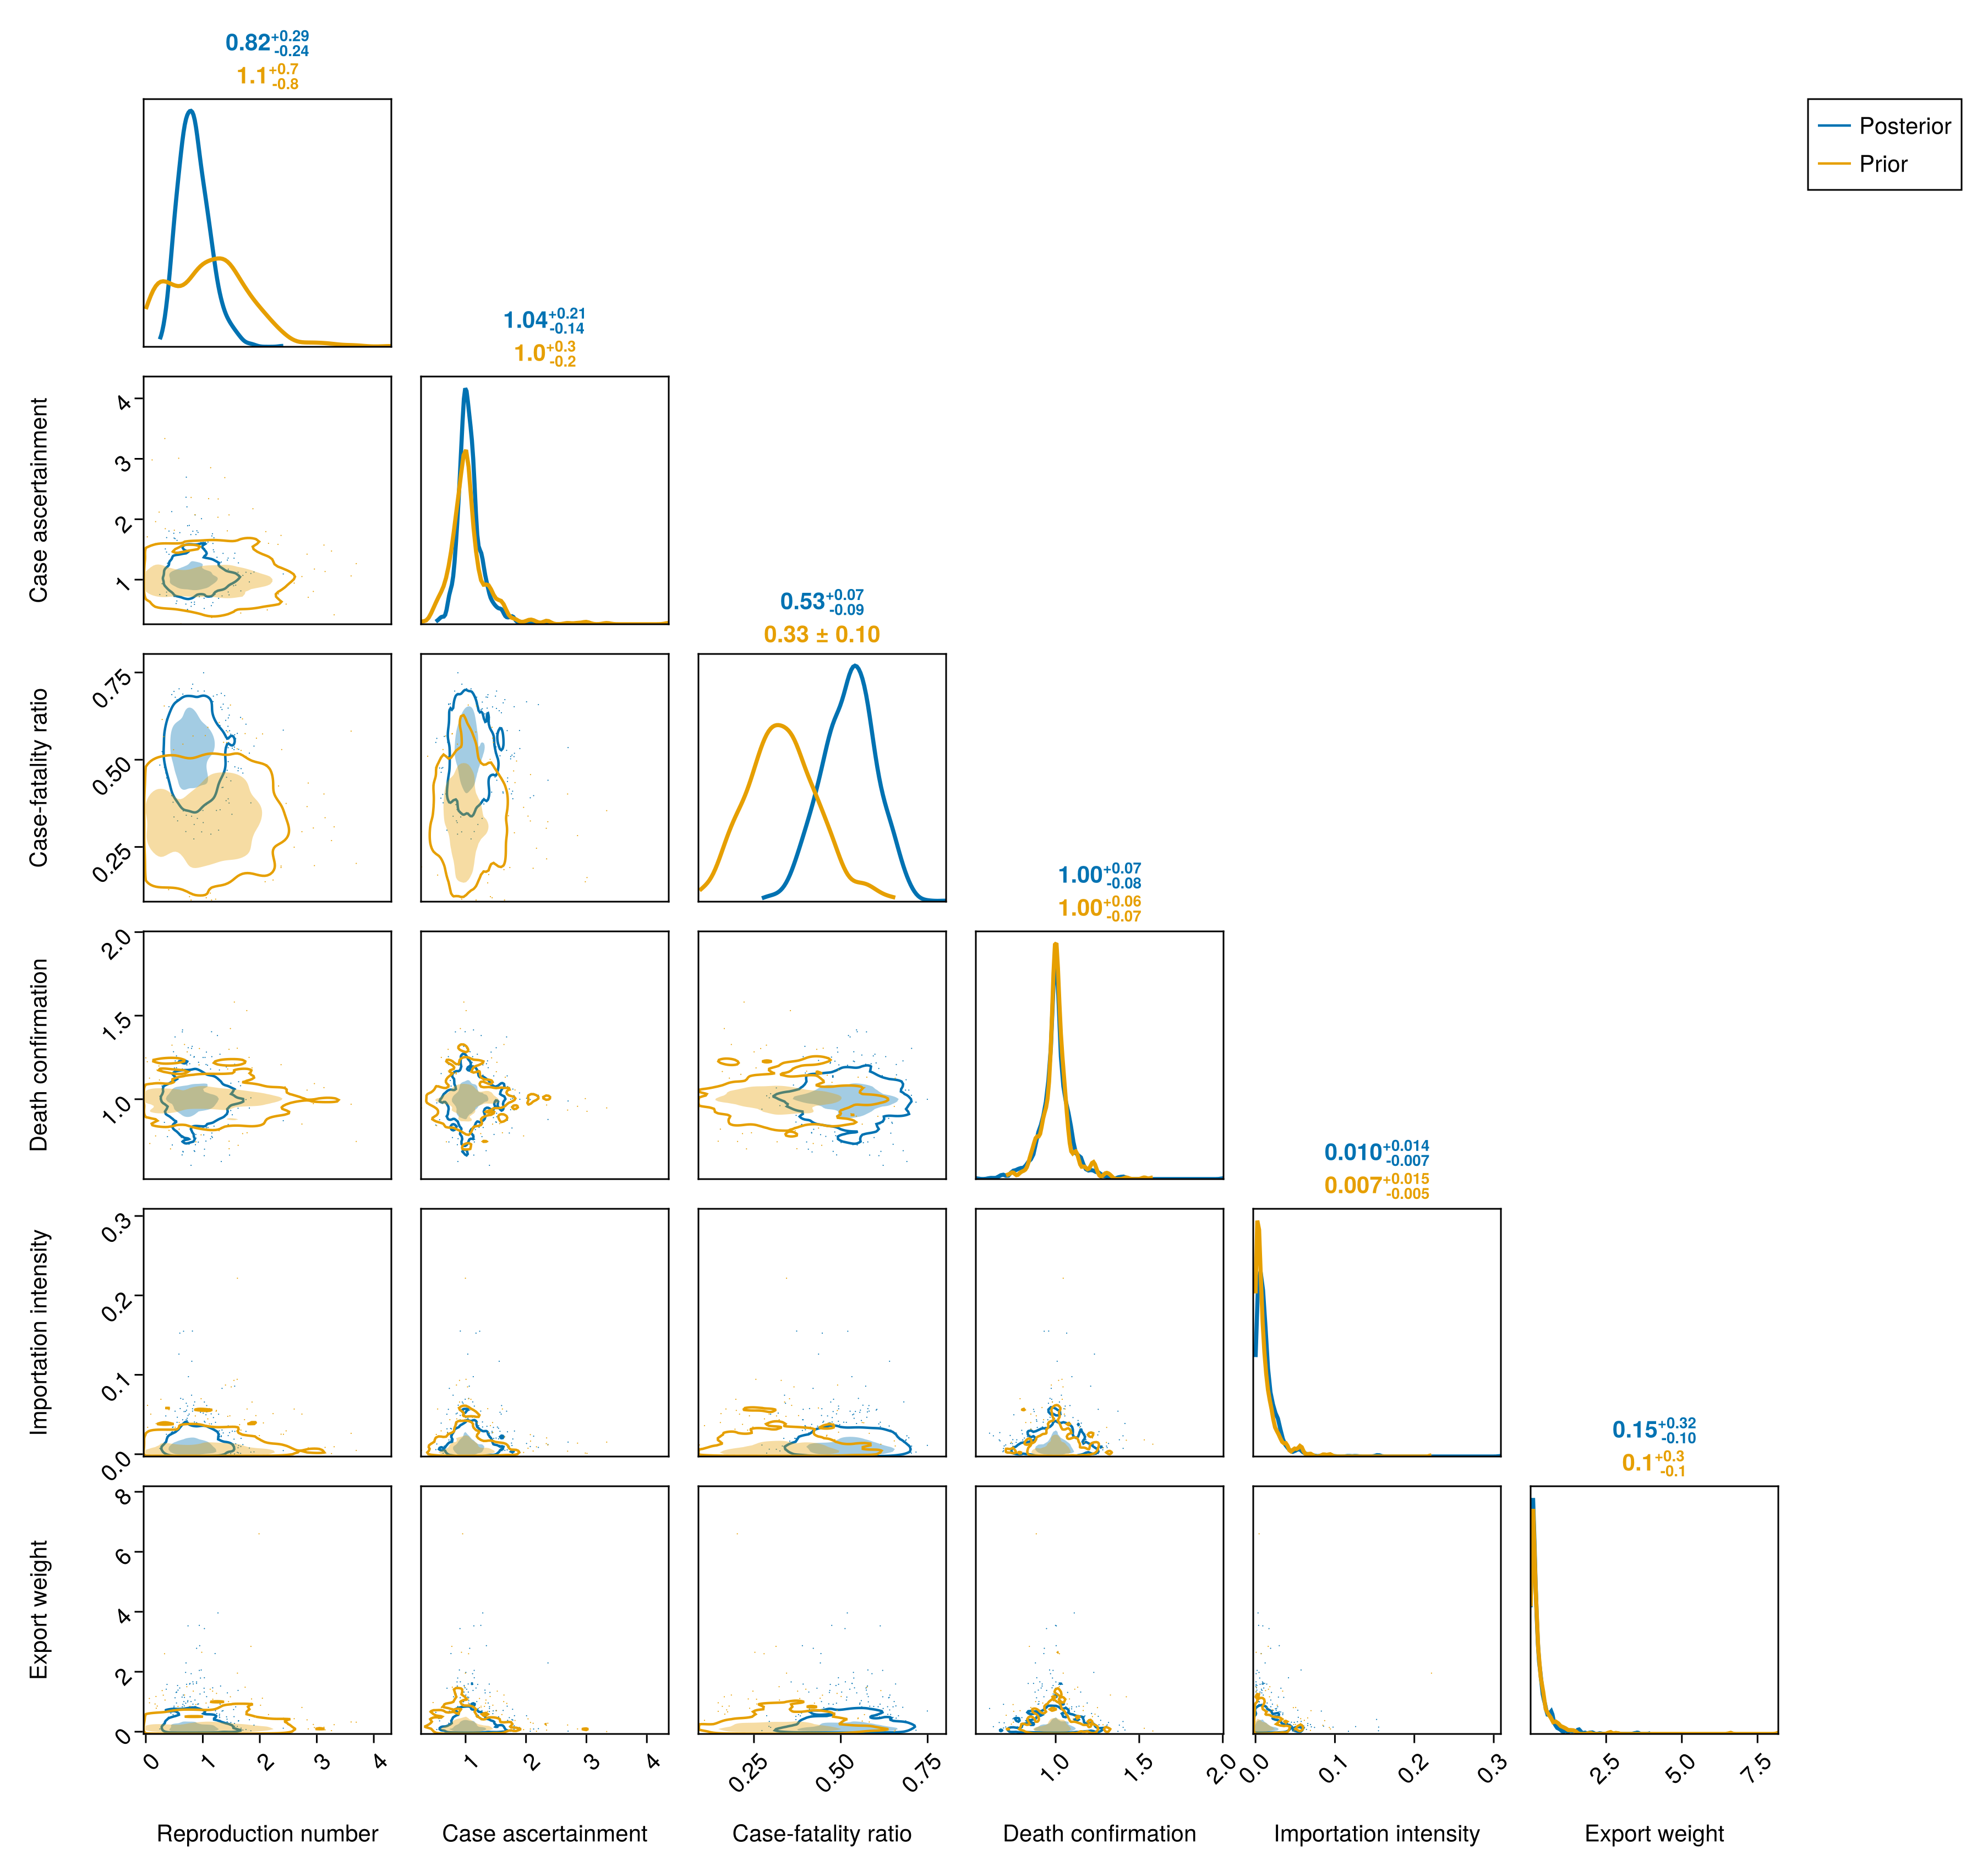 0.82+0.29-0.24
1.1+0.7-0.8
Posterior
Prior
1.04+0.21-0.14
1.0+0.3-0.2
Case ascertainment
4
3
2
1
0.53+0.07-0.09
0.33 ± 0.10
Case-fatality ratio
0.75
0.50
0.25
1.00+0.07-0.08
1.00+0.06-0.07
Death confirmation
2.0
1.5
1.0
0.010+0.014-0.007
0.007+0.015-0.005
Importation intensity
0.3
0.2
0.1
0.0
0.15+0.32-0.10
0.1+0.3-0.1
Export weight
8
6
4
2
0
0 1 2 3 4
1 2 3 4
0.25 0.50 0.75
1.0 1.5 2.0
0.0 0.1 0.2 0.3
2.5 5.0 7.5
Reproduction number
Case ascertainment
Case-fatality ratio
Death confirmation
Importation intensity
Export weight